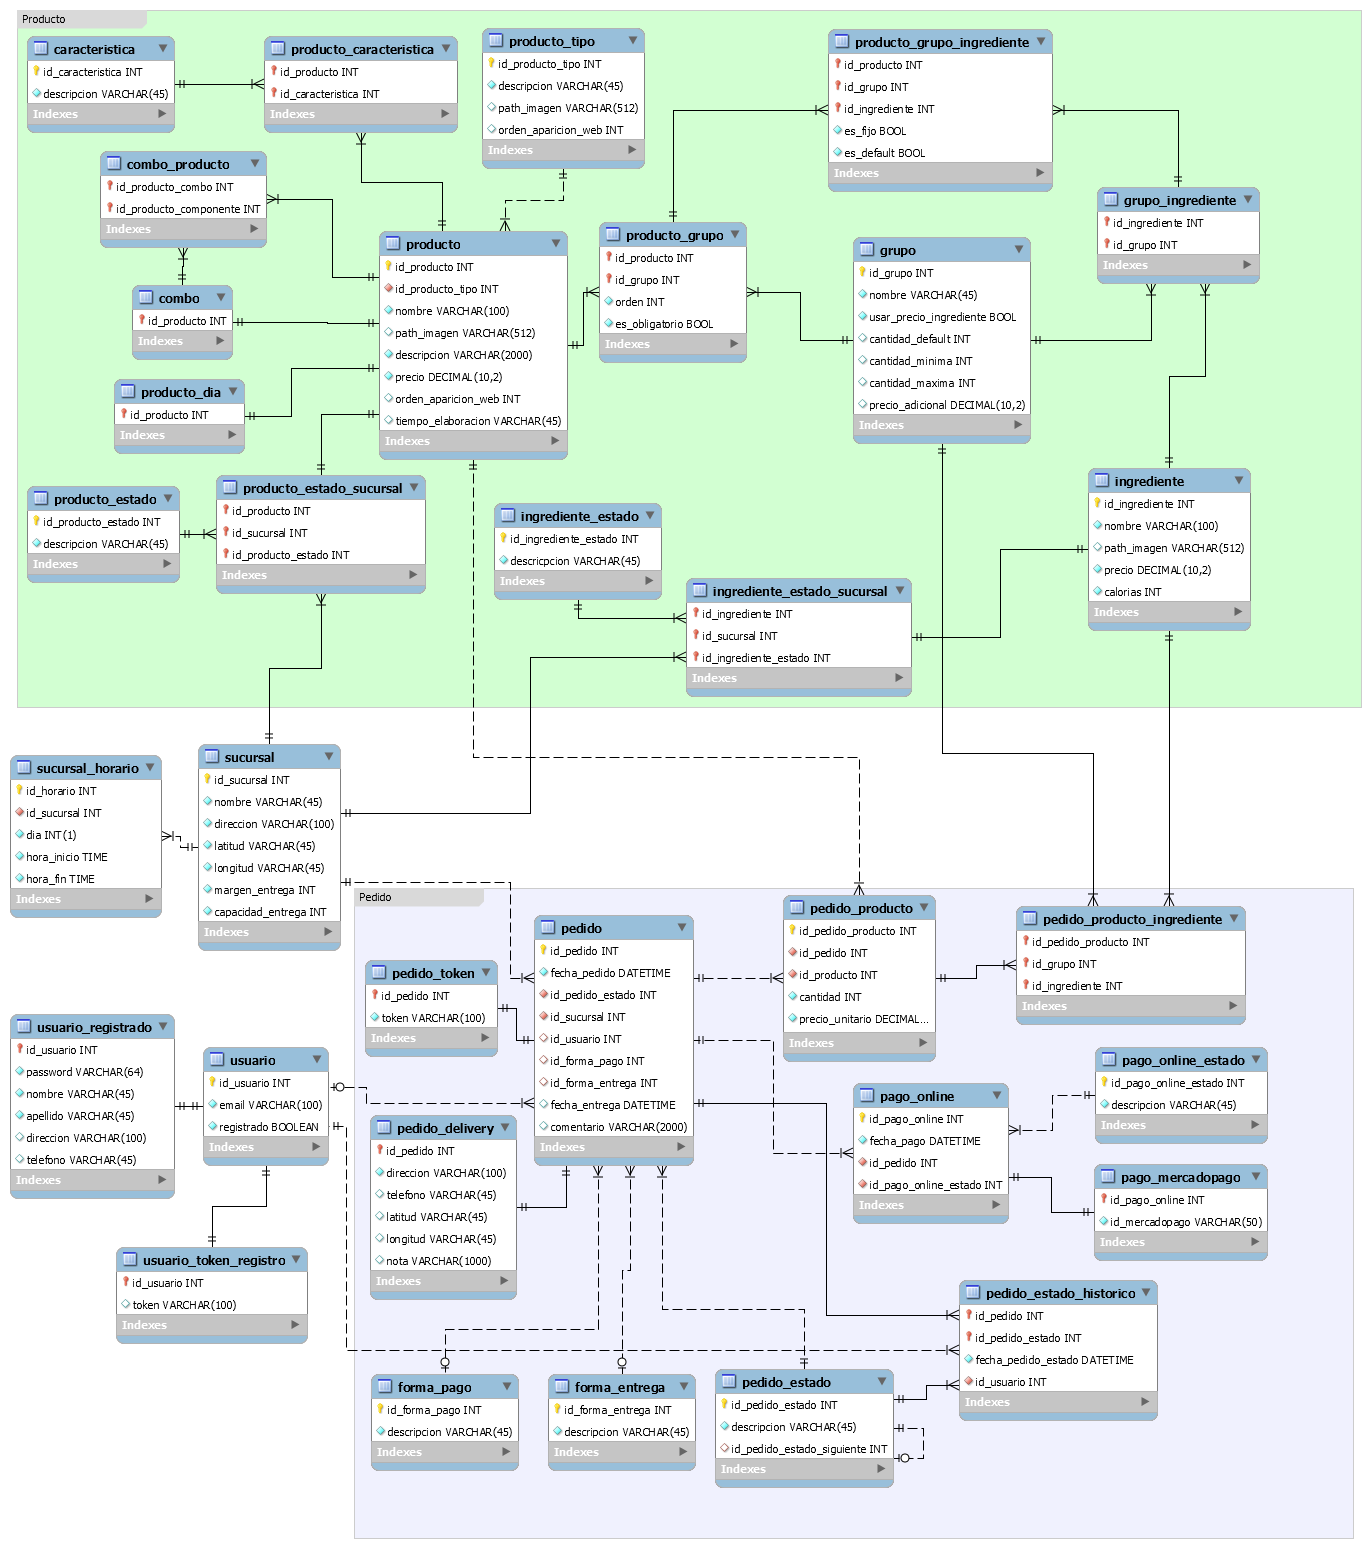 Producto
caracteristica
id_caracteristica INT
descripcion VARCHAR(45)
Indexes
producto_caracteristica
id_producto INT
id_caracteristica INT
Indexes
producto_tipo
id_producto_tipo INT
descripcion VARCHAR(45)
path_imagen VARCHAR(512)
orden_aparicion_web INT
Indexes
producto_grupo_ingrediente
id_producto INT
id_grupo INT
id_ingrediente INT
es_fijo BOOL
es_default BOOL
Indexes
combo_producto
id_producto_combo INT
id_producto_componente INT
Indexes
grupo_ingrediente
id_ingrediente INT
id_grupo INT
Indexes
combo
id_producto INT
Indexes
producto
id_producto INT
id_producto_tipo INT
nombre VARCHAR(100)
path_imagen VARCHAR(512)
descripcion VARCHAR(2000)
precio DECIMAL(10,2)
orden_aparicion_web INT
tiempo_elaboracion VARCHAR(45)
Indexes
producto_grupo
id_producto INT
id_grupo INT
orden INT
es_obligatorio BOOL
Indexes
grupo
id_grupo INT
nombre VARCHAR(45)
usar_precio_ingrediente BOOL
cantidad_default INT
cantidad_minima INT
cantidad_maxima INT
precio_adicional DECIMAL(10,2)
Indexes
producto_dia
id_producto INT
Indexes
producto_estado
id_producto_estado INT
descripcion VARCHAR(45)
Indexes
producto_estado_sucursal
id_producto INT
id_sucursal INT
id_producto_estado INT
Indexes
ingrediente_estado
id_ingrediente_estado INT
descricpcion VARCHAR(45)
Indexes
ingrediente
id_ingrediente INT
nombre VARCHAR(100)
path_imagen VARCHAR(512)
precio DECIMAL(10,2)
calorias INT
Indexes
ingrediente_estado_sucursal
id_ingrediente INT
id_sucursal INT
id_ingrediente_estado INT
Indexes
sucursal_horario
id_horario INT
id_sucursal INT
dia INT(1)
hora_inicio TIME
hora_fin TIME
Indexes
sucursal
id_sucursal INT
nombre VARCHAR(45)
direccion VARCHAR(100)
latitud VARCHAR(45)
longitud VARCHAR(45)
margen_entrega INT
capacidad_entrega INT
Indexes
Pedido
pedido_token
id_pedido INT
token VARCHAR(100)
Indexes
pedido
id_pedido INT
fecha_pedido DATETIME
id_pedido_estado INT
id_sucursal INT
id_usuario INT
id_forma_pago INT
id_forma_entrega INT
fecha_entrega DATETIME
comentario VARCHAR(2000)
Indexes
pedido_producto
id_pedido_producto INT
id_pedido INT
id_producto INT
cantidad INT
precio_unitario DECIMAL...
Indexes
pedido_producto_ingrediente
id_pedido_producto INT
id_grupo INT
id_ingrediente INT
Indexes
usuario_registrado
id_usuario INT
password VARCHAR(64)
nombre VARCHAR(45)
apellido VARCHAR(45)
direccion VARCHAR(100)
telefono VARCHAR(45)
Indexes
usuario
id_usuario INT
email VARCHAR(100)
registrado BOOLEAN
Indexes
pedido_delivery
id_pedido INT
direccion VARCHAR(100)
telefono VARCHAR(45)
latitud VARCHAR(45)
longitud VARCHAR(45)
nota VARCHAR(1000)
Indexes
pago_online
id_pago_online INT
fecha_pago DATETIME
id_pedido INT
id_pago_online_estado INT
Indexes
pago_online_estado
id_pago_online_estado INT
descripcion VARCHAR(45)
Indexes
pago_mercadopago
id_pago_online INT
id_mercadopago VARCHAR(50)
Indexes
usuario_token_registro
id_usuario INT
token VARCHAR(100)
Indexes
pedido_estado_historico
id_pedido INT
id_pedido_estado INT
fecha_pedido_estado DATETIME
id_usuario INT
Indexes
forma_pago
id_forma_pago INT
descripcion VARCHAR(45)
Indexes
forma_entrega
id_forma_entrega INT
descripcion VARCHAR(45)
Indexes
pedido_estado
id_pedido_estado INT
descripcion VARCHAR(45)
id_pedido_estado_siguiente INT
Indexes